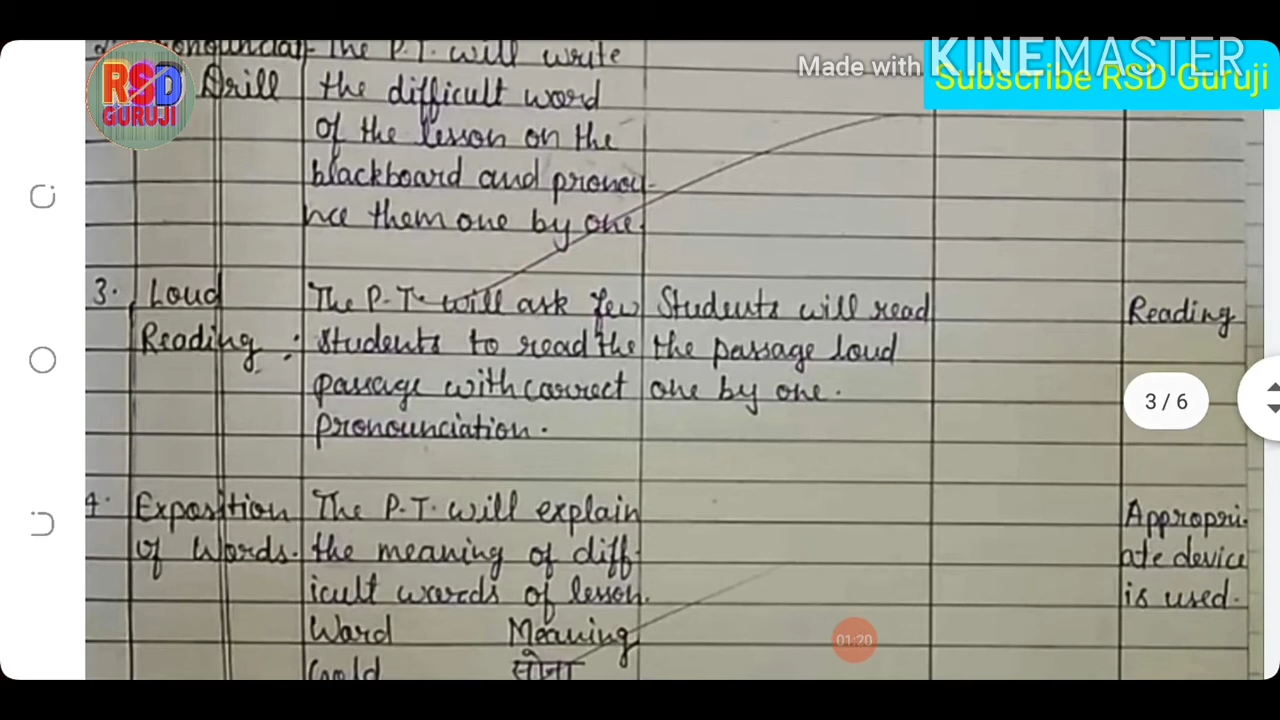 2. Pronounciat- The P.T. will write
Drill the difficult word
of the lesson on the
blackboard and pronou-
nce them one by one.
3. Loud The P.T. will ask few Students will read Reading
Reading : students to read the the passage loud
passage with correct one by one.
pronounciation.
4. Exposition The P.T. will explain Appropri-
of Words. the meaning of diff- ate device
icult words of lesson. is used.
Word Meaning
Gold सोना
RSD
GURUJI
Made with KINEMASTER
Subscribe RSD Guruji
3 / 6
01:20